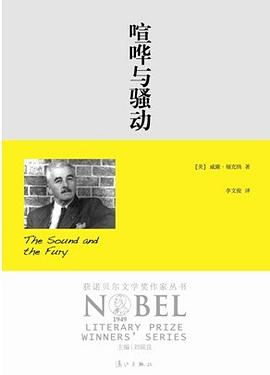 喧哗与骚动
[美] 威廉·福克纳 著
李文俊 译
The Sound and
the Fury
获诺贝尔文学奖作家丛书
NOBEL
1949
LITERARY PRIZE
WINNERS' SERIES
主编|刘硕良
漓江出版社